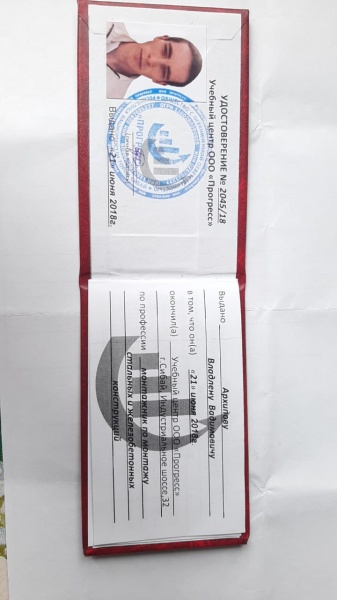 УДОСТОВЕРЕНИЕ № 2045/18
Учебный центр ООО «Прогресс»
«ПРОГРЕСС»
Выдано «21» июня 2018г.
Выдано Архипову
Владлену Вадимовичу
в том, что он(а) «21» июня 2018г.
окончил(а) Учебный центр ООО «Прогресс»
г.Сибай, Индустриальное шоссе,32
по профессии монтажник по монтажу
стальных и железобетонных
конструкций